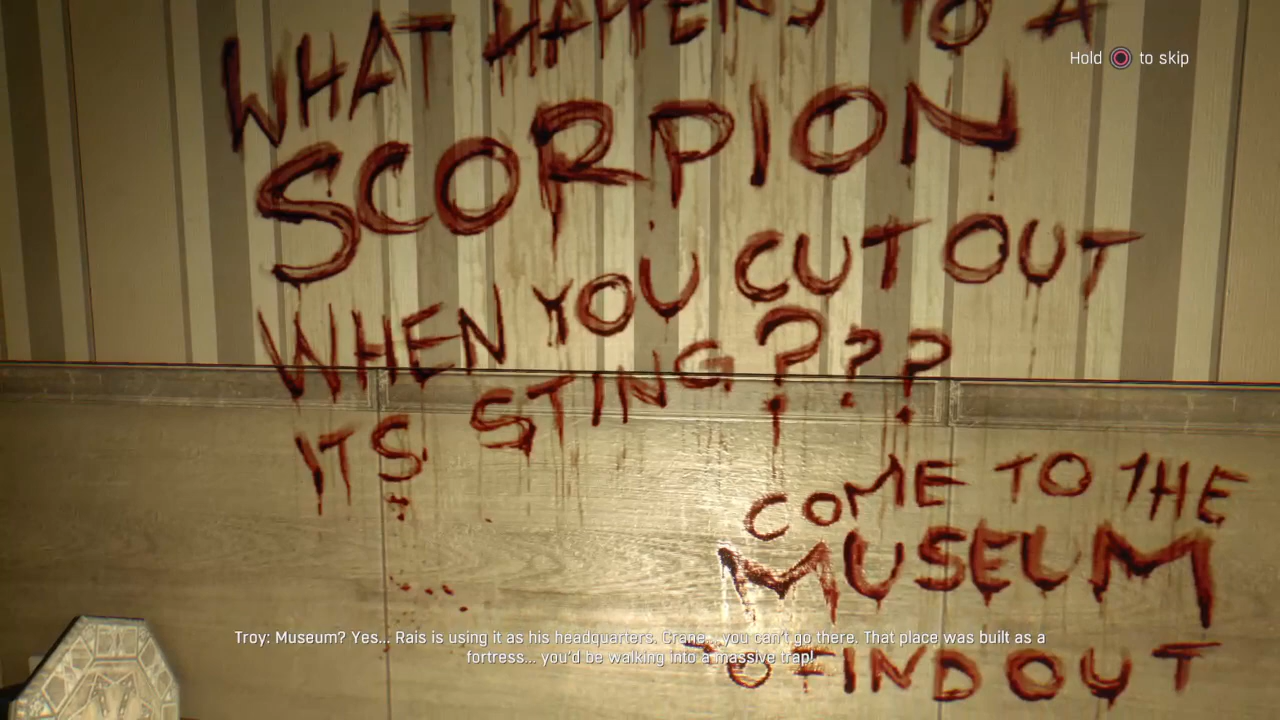 WHAT HAPPENS TO A
Hold to skip
SCORPION
WHEN YOU CUT OUT
ITS STING???
COME TO THE
MUSEUM
TO FIND OUT
Troy: Museum? Yes... Rais is using it as his headquarters. Crane... you can't go there. That place was built as a
fortress... you'd be walking into a massive trap!